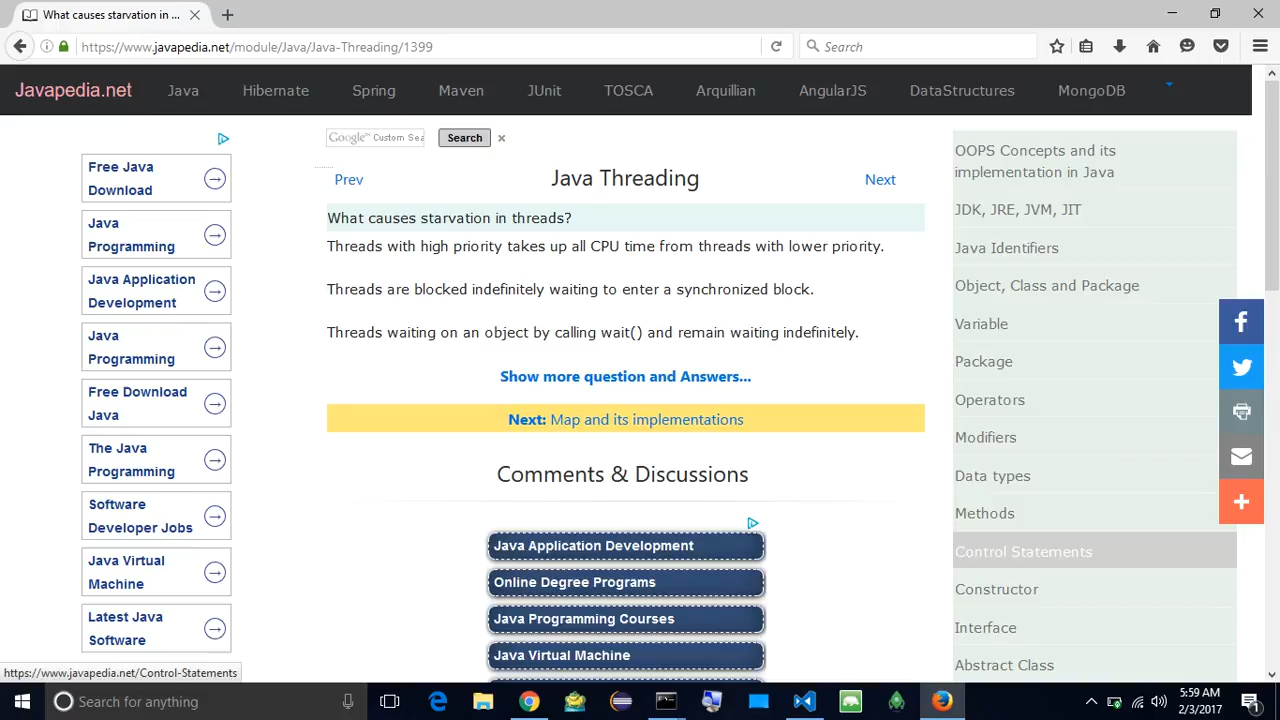 What causes starvation in ...
https://www.javapedia.net/module/Java/Java-Threading/1399
Search
Javapedia.net
Java
Hibernate
Spring
Maven
JUnit
TOSCA
Arquillian
AngularJS
DataStructures
MongoDB
Google™ Custom Sea
Search
×
Prev
Java Threading
Next
What causes starvation in threads?
Threads with high priority takes up all CPU time from threads with lower priority.
Threads are blocked indefinitely waiting to enter a synchronized block.
Threads waiting on an object by calling wait() and remain waiting indefinitely.
Show more question and Answers...
Next: Map and its implementations
Comments & Discussions
Java Application Development
Online Degree Programs
Java Programming Courses
Java Virtual Machine
Free Java
Download
Java
Programming
Java Application
Development
Java
Programming
Free Download
Java
The Java
Programming
Software
Developer Jobs
Java Virtual
Machine
Latest Java
Software
OOPS Concepts and its
implementation in Java
JDK, JRE, JVM, JIT
Java Identifiers
Object, Class and Package
Variable
Package
Operators
Modifiers
Data types
Methods
Control Statements
Constructor
Interface
Abstract Class
https://www.javapedia.net/Control-Statements
Search for anything
5:59 AM
2/3/2017
1